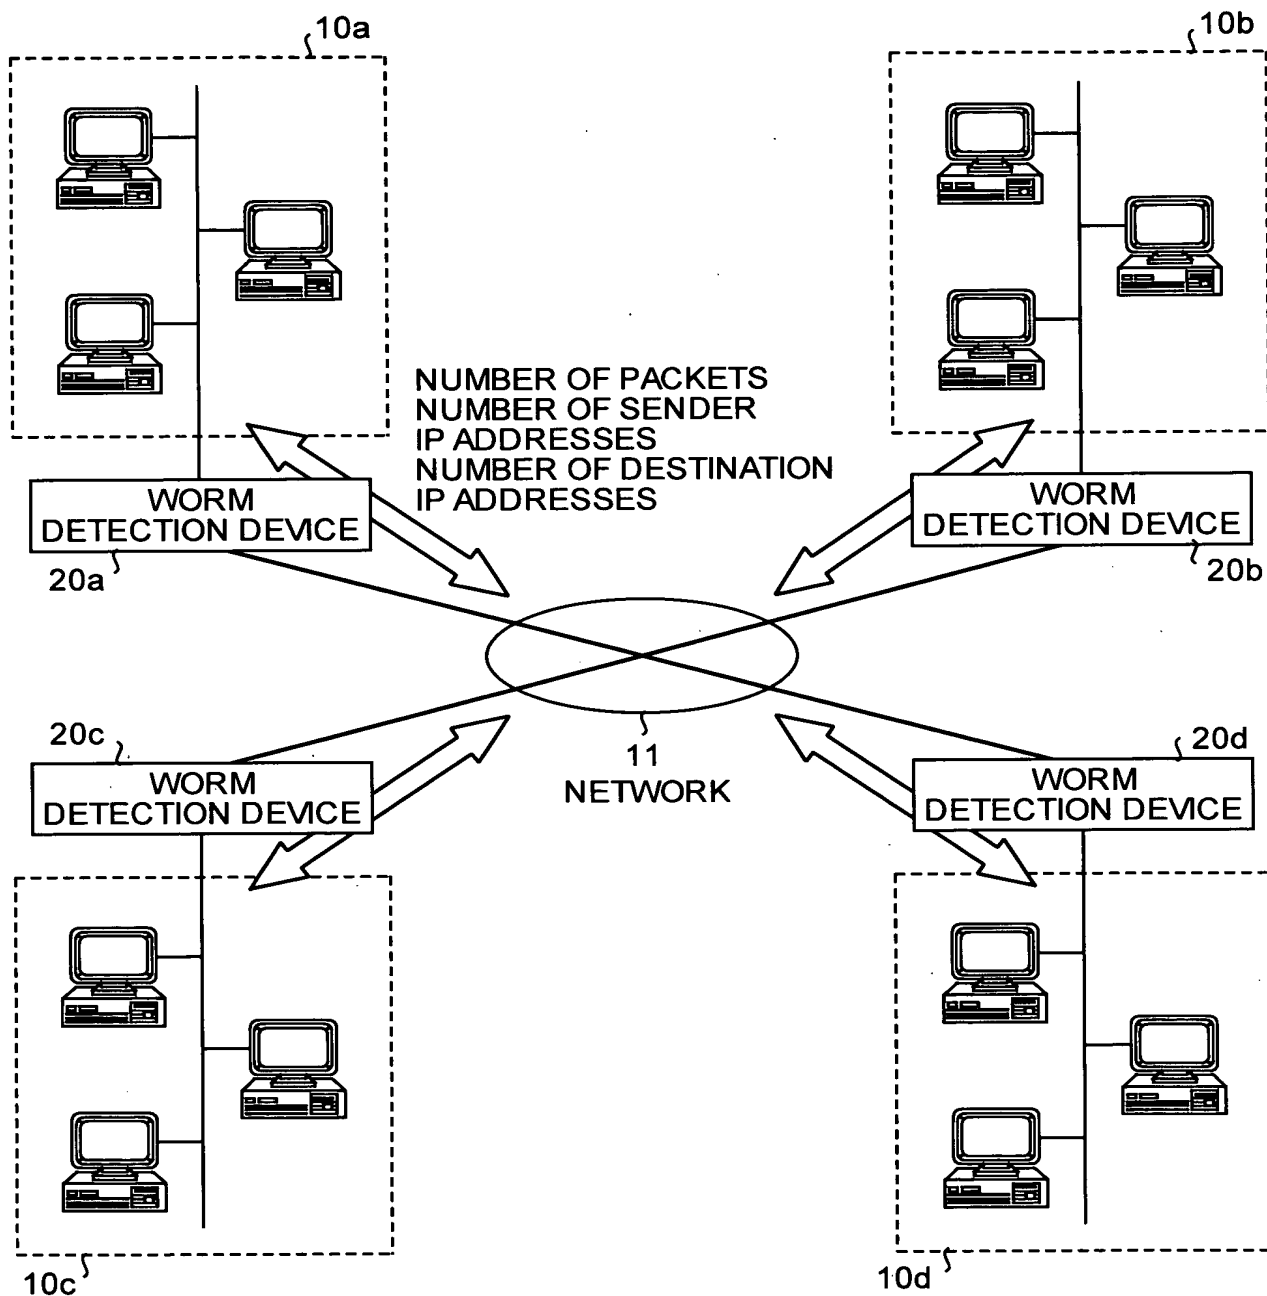 10a
10b
NUMBER OF PACKETS
NUMBER OF SENDER
IP ADDRESSES
NUMBER OF DESTINATION
IP ADDRESSES
WORM
DETECTION DEVICE
20a
WORM
DETECTION DEVICE
20b
11
NETWORK
20c
WORM
DETECTION DEVICE
20d
WORM
DETECTION DEVICE
10c
10d